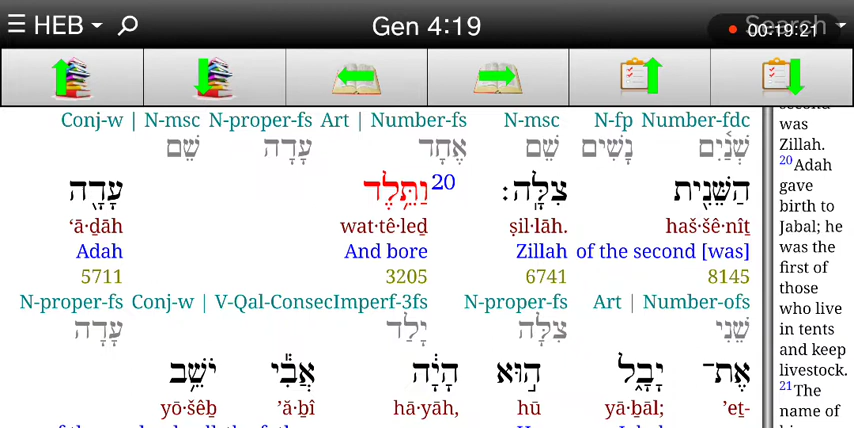 ☰ HEB Gen 4:19 Search
00:19:21
Conj-w | N-msc N-proper-fs Art | Number-fs N-msc N-fp Number-fdc
שְׁנַ֫יִם נָשִׁים שֵׁם אֶחָד עָדָה שֵׁם
הַשֵּׁנִ֖ית צִלָּֽה׃ 20 וַתֵּ֥לֶד עָדָ֖ה
‘ā·ḏāh wat·tê·leḏ ṣil·lāh. haš·šê·nîṯ
Adah And bore Zillah of the second [was]
5711 3205 6741 8145
N-proper-fs Conj-w | V-Qal-ConsecImperf-3fs N-proper-fs Art | Number-ofs
שֵׁנִי צִלָּה יָלַד עָדָה
אֶת־ יָבָ֑ל ה֣וּא הָיָ֔ה אֲבִ֕י יֹשֵׁ֥ב
yō·šêḇ ’ă·ḇî hā·yāh, hū yā·ḇāl; ’eṯ-
was
Zillah.
20 Adah
gave
birth to
Jabal; he
was the
first of
those
who live
in tents
and keep
livestock.
21 The
name of